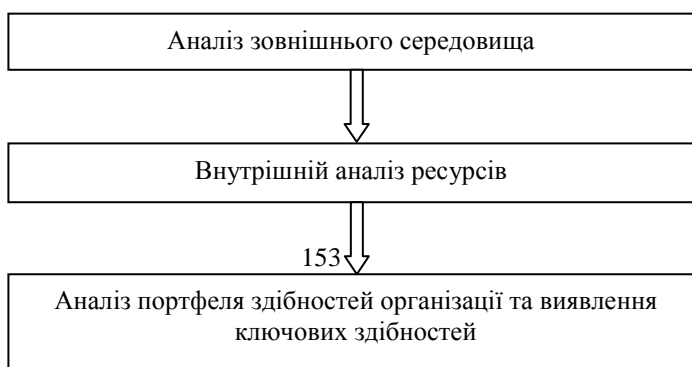 Аналіз зовнішнього середовища
Внутрішній аналіз ресурсів
153
Аналіз портфеля здібностей організації та виявлення
ключових здібностей